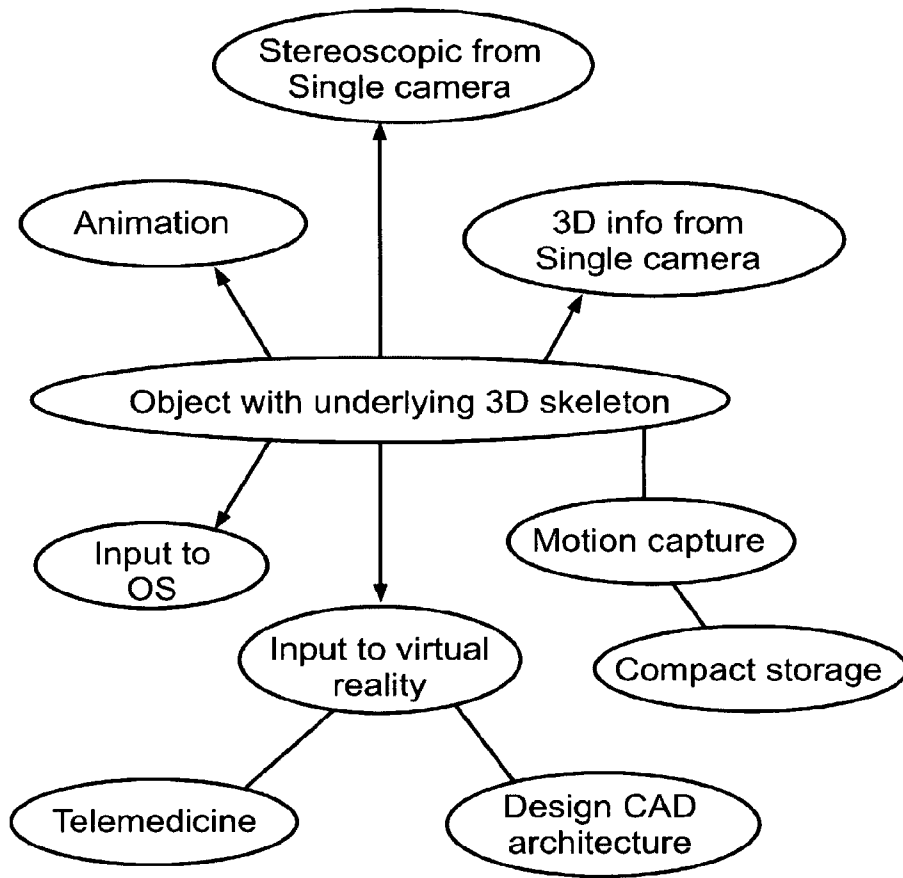 Stereoscopic from
Single camera
Animation
3D info from
Single camera
Object with underlying 3D skeleton
Input to
OS
Motion capture
Input to virtual
reality
Compact storage
Telemedicine
Design CAD
architecture